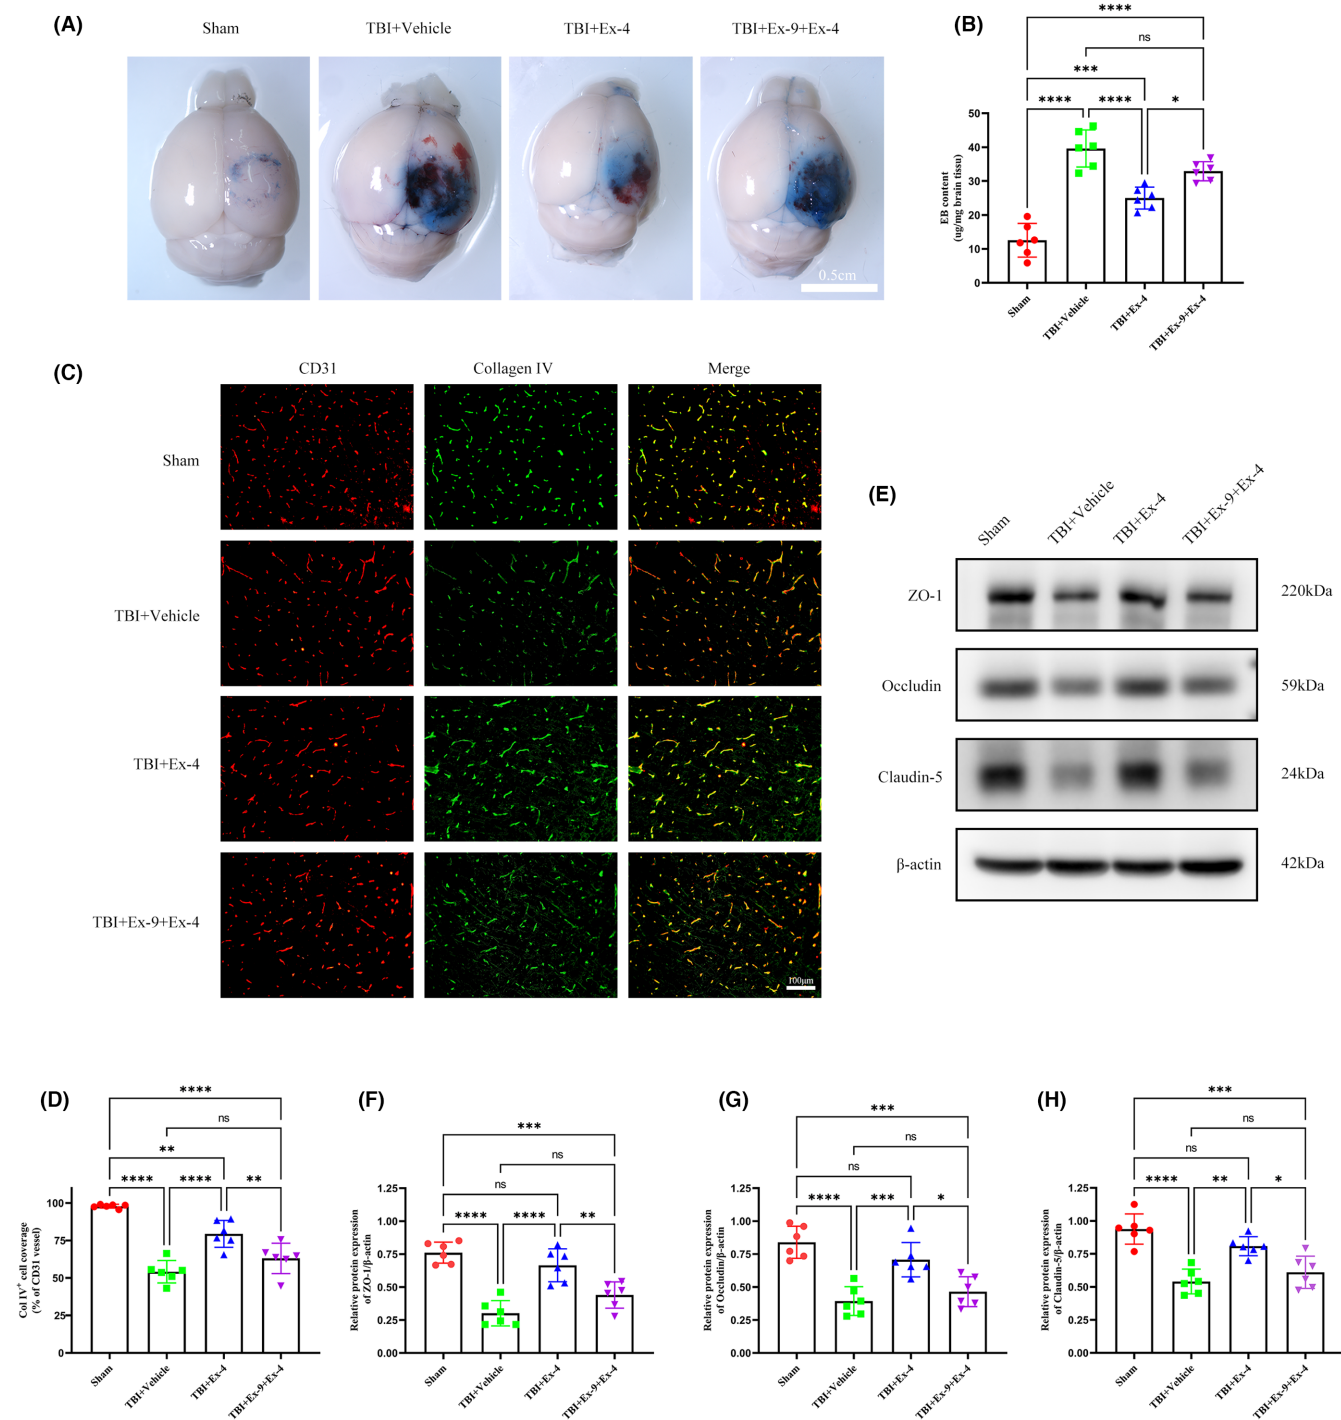 (A)
Sham
TBI+Vehicle
TBI+Ex-4
TBI+Ex-9+Ex-4
0.5cm
(B)
****
ns
***
**** **** *
50
40
30
20
10
0
EB content
(ug/mg brain tissu)
Sham
TBI+Vehicle
TBI+Ex-4
TBI+Ex-9+Ex-4
(C)
CD31
Collagen IV
Merge
Sham
TBI+Vehicle
TBI+Ex-4
TBI+Ex-9+Ex-4
100μm
(E)
Sham
TBI+Vehicle
TBI+Ex-4
TBI+Ex-9+Ex-4
ZO-1
220kDa
Occludin
59kDa
Claudin-5
24kDa
β-actin
42kDa
(D)
****
ns
**
**** **** **
100
75
50
25
0
Col IV+ cell coverage
(% of CD31 vessel)
Sham
TBI+Vehicle
TBI+Ex-4
TBI+Ex-9+Ex-4
(F)
***
ns
ns
**** **** **
1.25
1.00
0.75
0.50
0.25
0.00
Relative protein expression
of ZO-1/β-actin
Sham
TBI+Vehicle
TBI+Ex-4
TBI+Ex-9+Ex-4
(G)
***
ns
ns
**** *** *
1.25
1.00
0.75
0.50
0.25
0.00
Relative protein expression
of Occludin/β-actin
Sham
TBI+Vehicle
TBI+Ex-4
TBI+Ex-9+Ex-4
(H)
***
ns
ns
**** ** *
1.25
1.00
0.75
0.50
0.25
0.00
Relative protein expression
of Claudin-5/β-actin
Sham
TBI+Vehicle
TBI+Ex-4
TBI+Ex-9+Ex-4